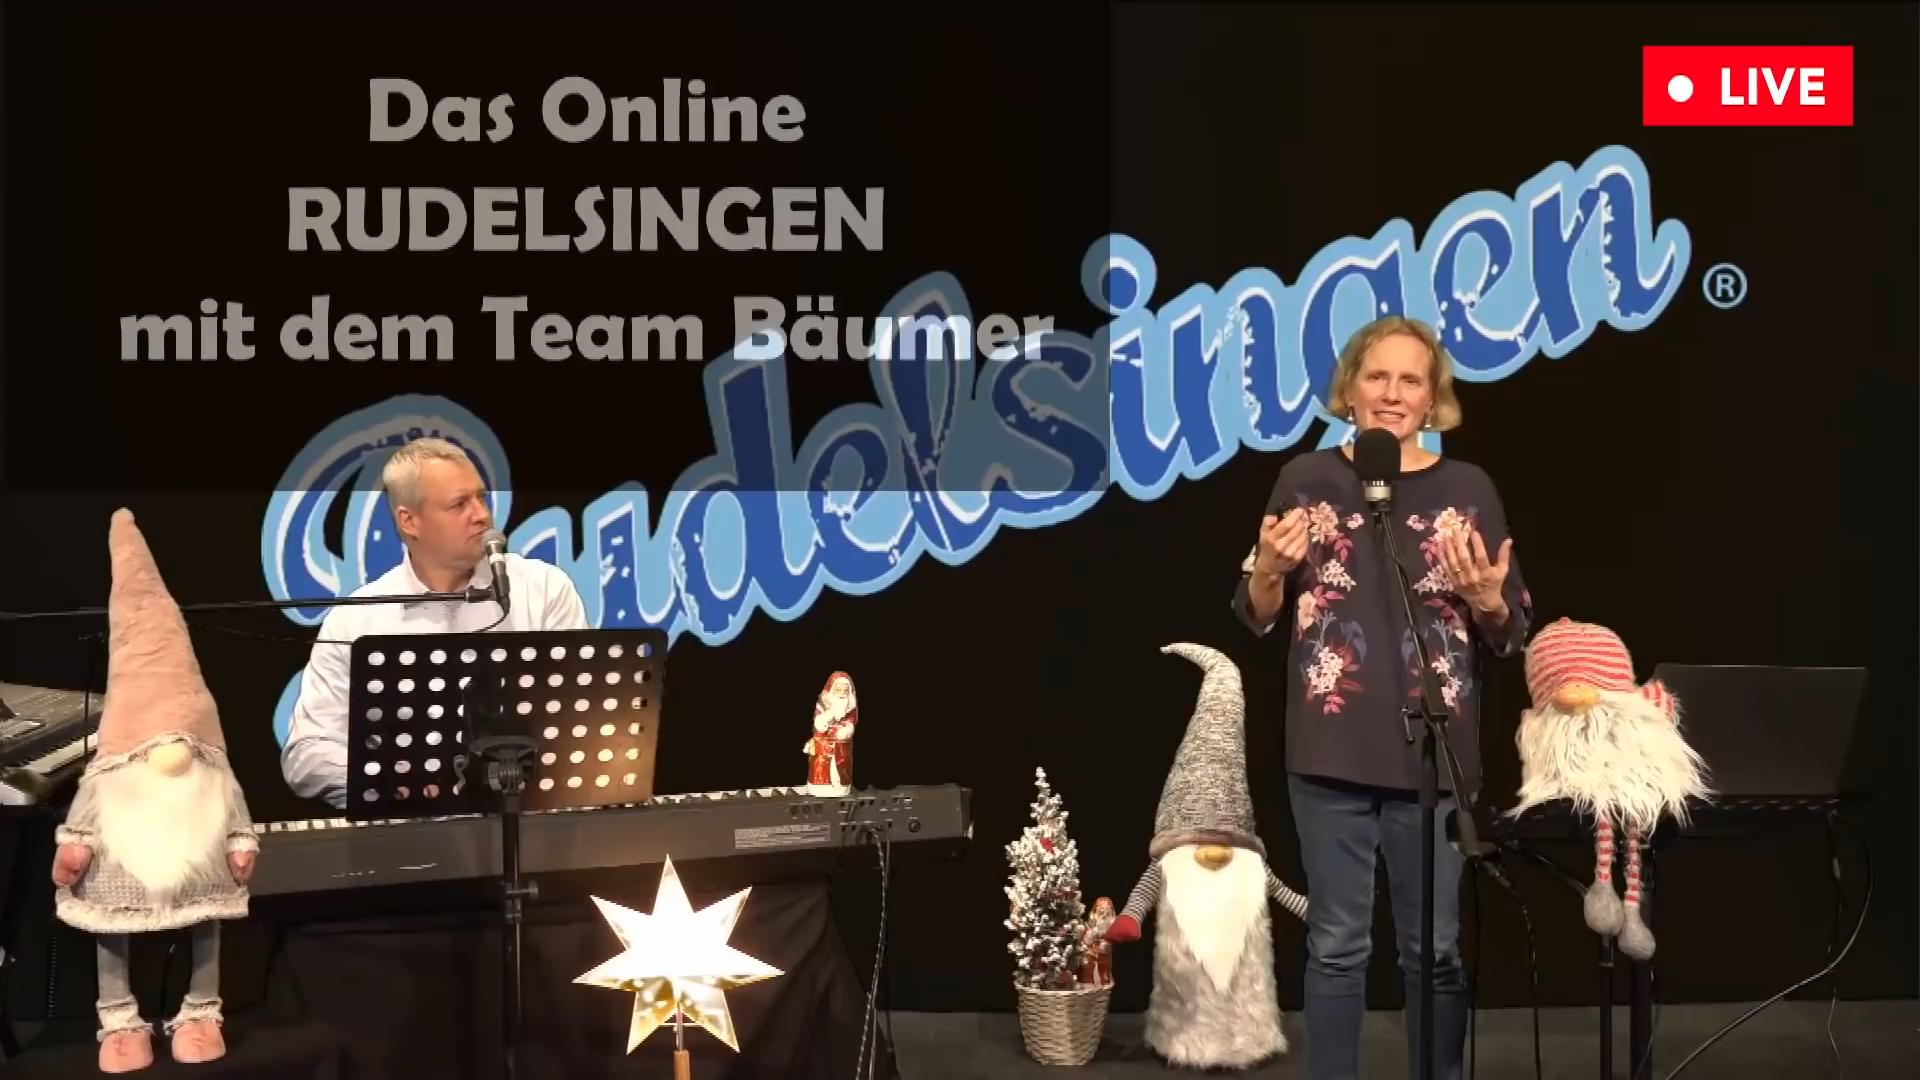 Das Online
RUDELSINGEN
mit dem Team Bäumer
LIVE
Rudelsingen ®